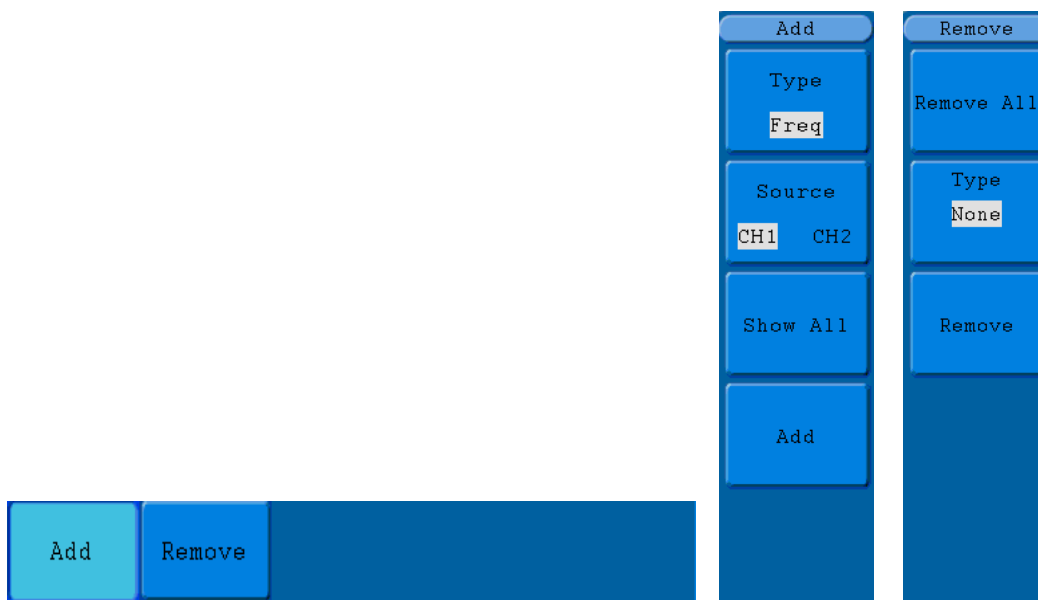 Add
Type
Freq
Source
CH1 CH2
Show All
Add
Remove
Remove All
Type
None
Remove
Add Remove